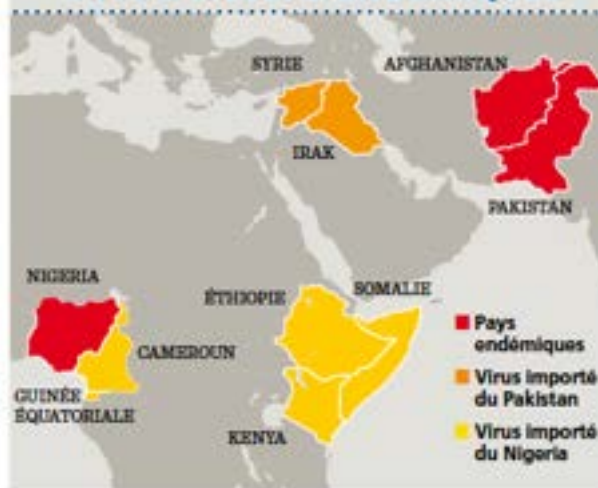 SYRIE
AFGHANISTAN
IRAK
PAKISTAN
NIGERIA
ÉTHIOPIE
SOMALIE
CAMEROUN
GUINÉE
ÉQUATORIALE
KENYA
Pays
endémiques
Virus importé
du Pakistan
Virus importé
du Nigeria